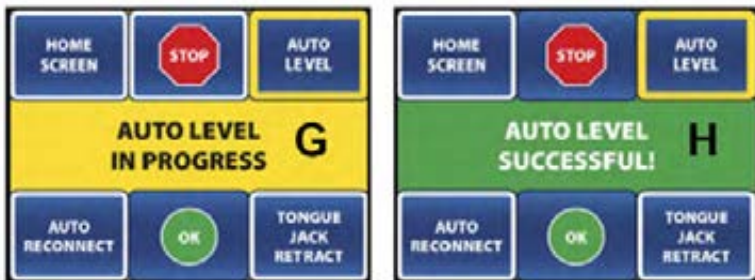 HOME
SCREEN
STOP
AUTO
LEVEL
AUTO LEVEL
IN PROGRESS
G
AUTO
RECONNECT
OK
TONGUE
JACK
RETRACT
HOME
SCREEN
STOP
AUTO
LEVEL
AUTO LEVEL
SUCCESSFUL!
H
AUTO
RECONNECT
OK
TONGUE
JACK
RETRACT